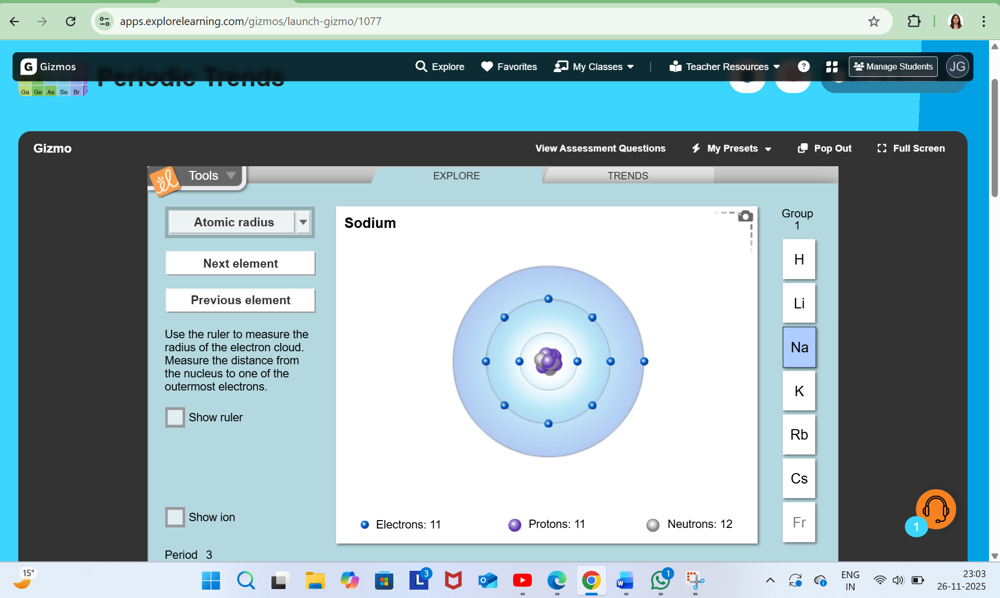 apps.explorelearning.com/gizmos/launch-gizmo/1077
G Gizmos
Explore
Favorites
My Classes
Teacher Resources
?
Manage Students
JG
Periodic Trends
Ga Ge As Se Br
Gizmo
View Assessment Questions
My Presets
Pop Out
Full Screen
el
Tools
EXPLORE
TRENDS
Atomic radius
Next element
Previous element
Use the ruler to measure the
radius of the electron cloud.
Measure the distance from
the nucleus to one of the
outermost electrons.
Show ruler
Show ion
Period 3
Sodium
Electrons: 11
Protons: 11
Neutrons: 12
Group
1
H
Li
Na
K
Rb
Cs
Fr
1
15°
L
3
W
1
ENG
IN
23:03
26-11-2025